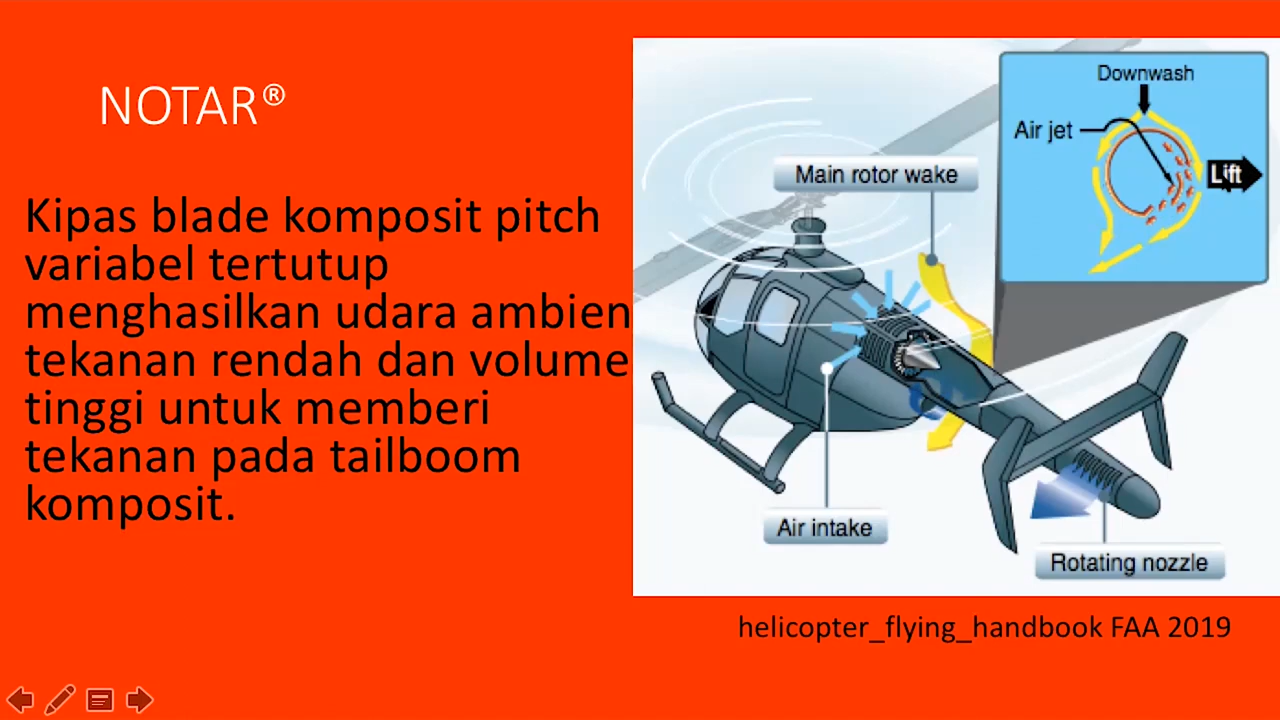 NOTAR®
Kipas blade komposit pitch
variabel tertutup
menghasilkan udara ambien
tekanan rendah dan volume
tinggi untuk memberi
tekanan pada tailboom
komposit.
Downwash
Air jet
Lift
Main rotor wake
Air intake
Rotating nozzle
helicopter_flying_handbook FAA 2019